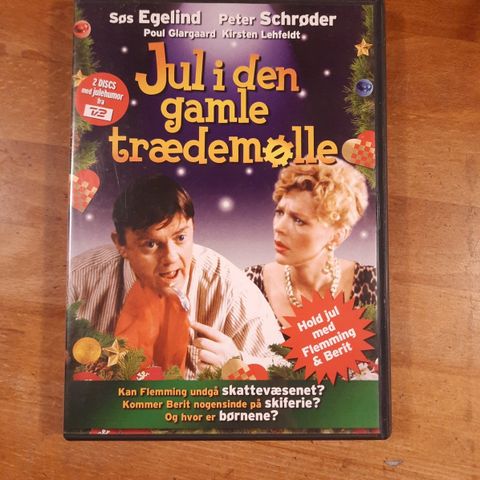 Søs Egelind Peter Schrøder
Poul Glargaard Kirsten Lehfeldt
Jul i den
gamle
trædemølle
2 DISCS
med julehumor
fra
TV2
Hold jul
med
Flemming
& Berit
Kan Flemming undgå skattevæsenet?
Kommer Berit nogensinde på skiferie?
Og hvor er børnene?